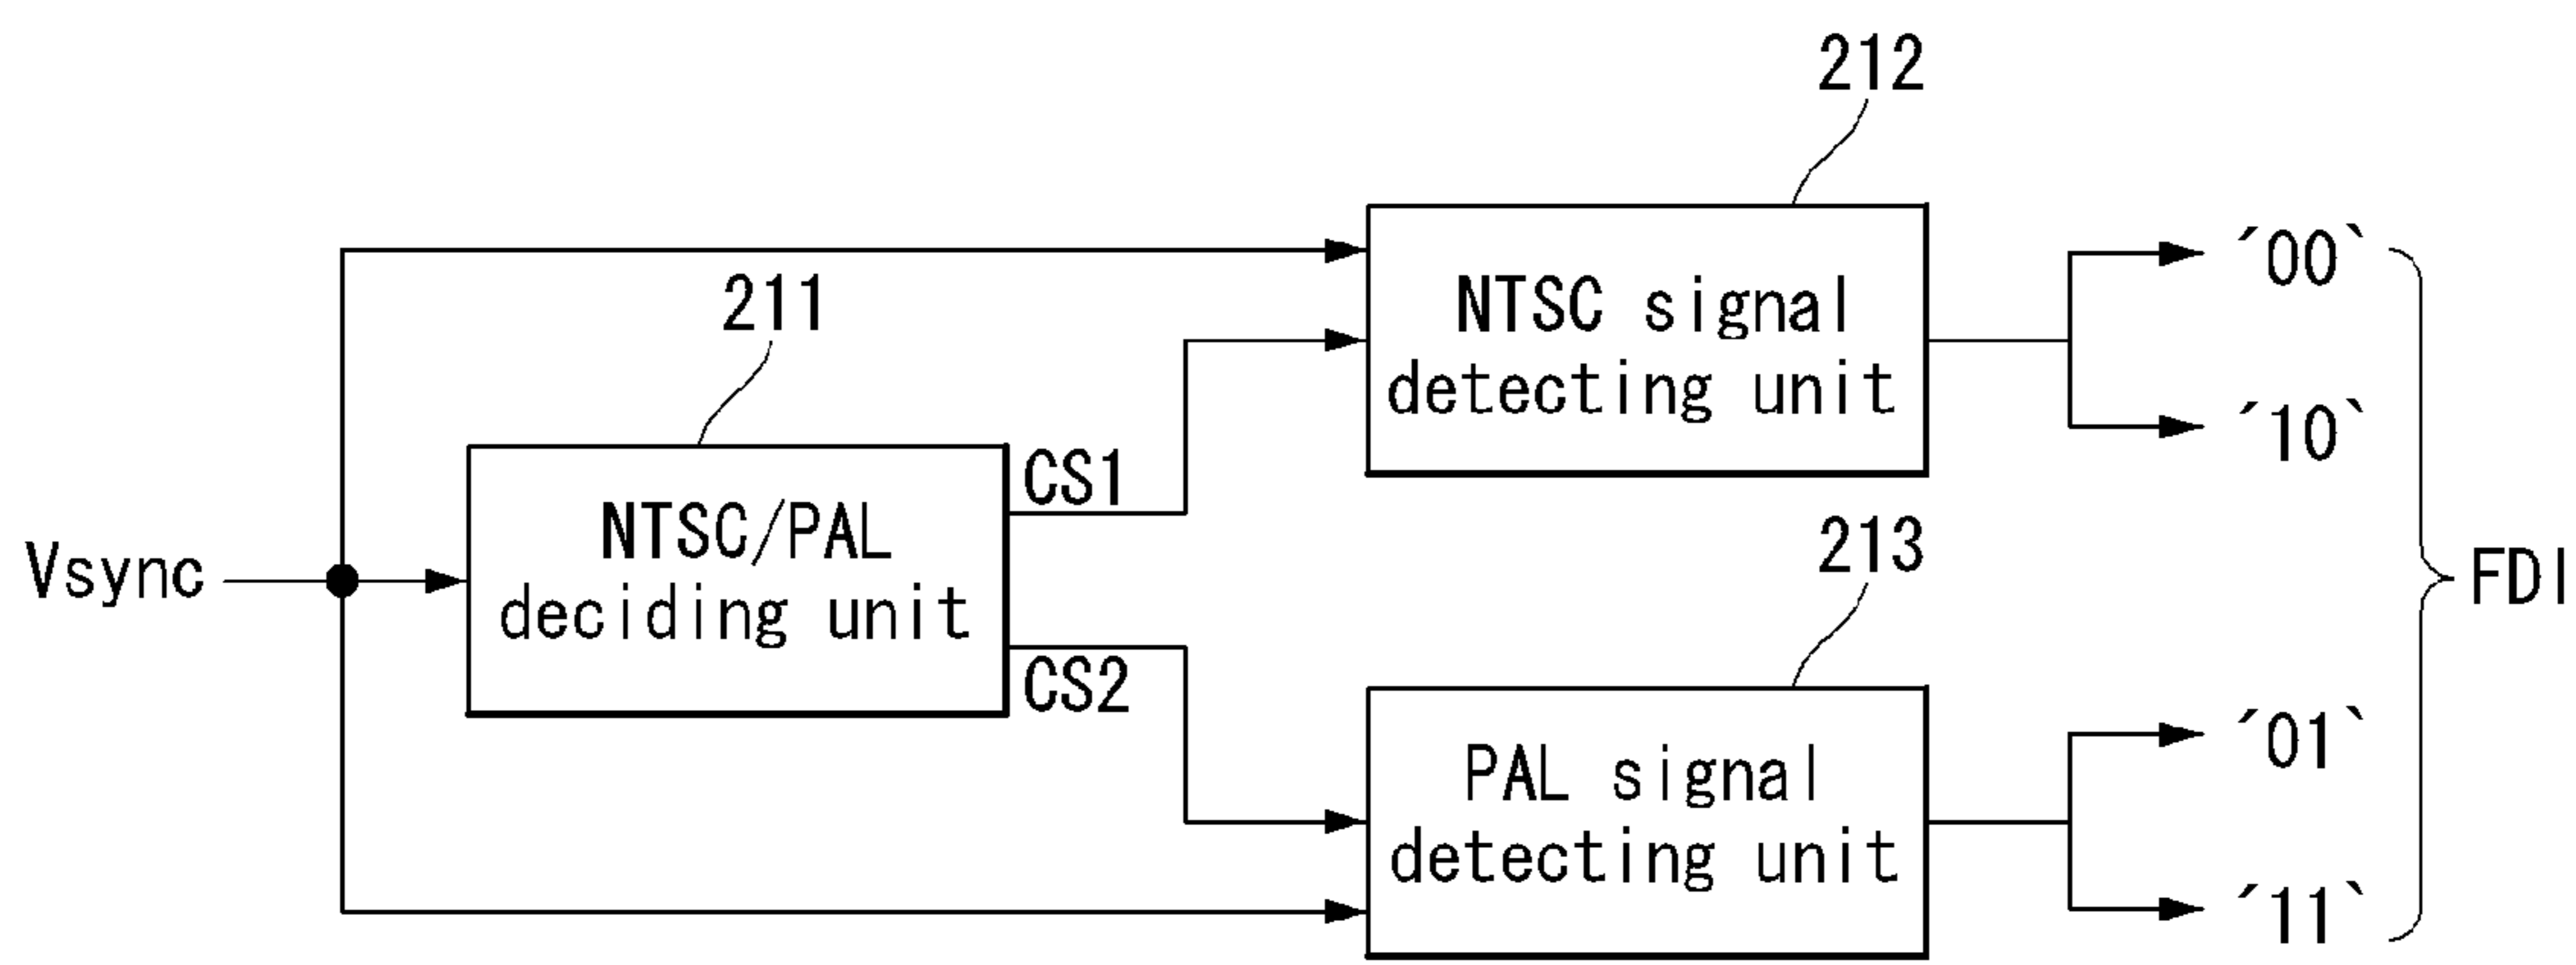 212
211
NTSC signal
detecting unit
´00`
´10`
CS1
NTSC/PAL
deciding unit
CS2
Vsync
213
PAL signal
detecting unit
´01`
´11`
FDI